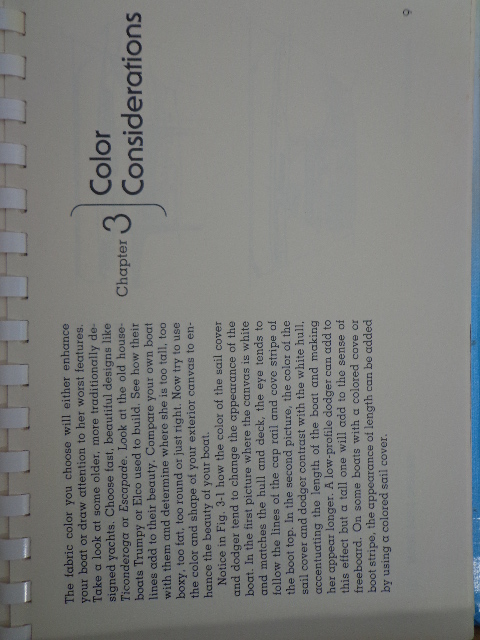 Chapter 3 Color
Considerations
The fabric color you choose will either enhance
your boat or draw attention to her worst features.
Take a look at some older, more traditionally de-
signed yachts. Choose fast, beautiful designs like
Ticonderoga or Escapade. Look at the old house-
boats Trumpy or Elco used to build. See how their
lines add to their beauty. Compare your own boat
with them and determine where she is too tall, too
boxy, too fat, too round or just right. Now try to use
the color and shape of your exterior canvas to en-
hance the beauty of your boat.
Notice in Fig. 3-1 how the color of the sail cover
and dodger tend to change the appearance of the
boat. In the first picture where the canvas is white
and matches the hull and deck, the eye tends to
follow the lines of the cap rail and cove stripe of
the boot top. In the second picture, the color of the
sail cover and dodger contrast with the white hull,
accentuating the length of the boat and making
her appear longer. A low-profile dodger can add to
this effect but a tall one will add to the sense of
freeboard. On some boats with a colored cove or
boot stripe, the appearance of length can be added
by using a colored sail cover.
9